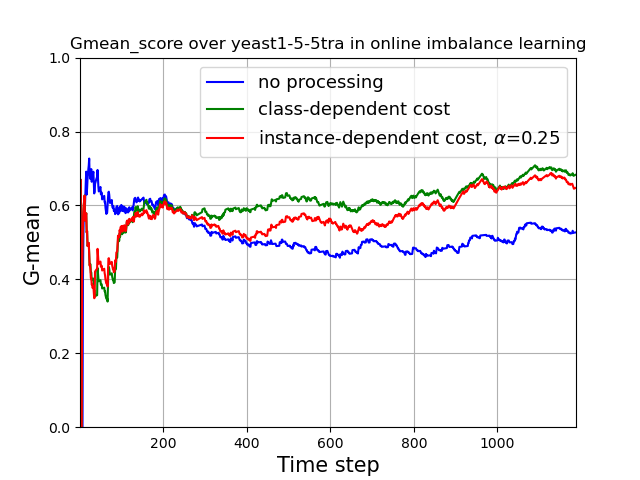 Gmean_score over yeast1-5-5tra in online imbalance learning
no processing
class-dependent cost
instance-dependent cost, α=0.25
G-mean
1.0
0.8
0.6
0.4
0.2
0.0
200 400 600 800 1000
Time step